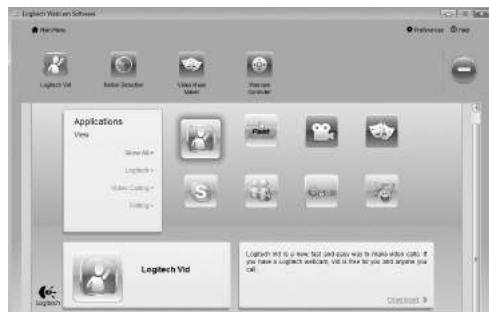 Logitech Webcam Software
Main Menu
Preferences Help
Logitech Vid
Motion Detection
Video Mask
Maker
Webcam
Controller
Applications
View
Show All
Logitech
Video Calling
Editing
Fast
S
Logitech Vid
Logitech Vid is a new, fast and easy way to make video calls. If
you have a Logitech webcam, Vid is free for you and anyone you
call.
Download
Logitech